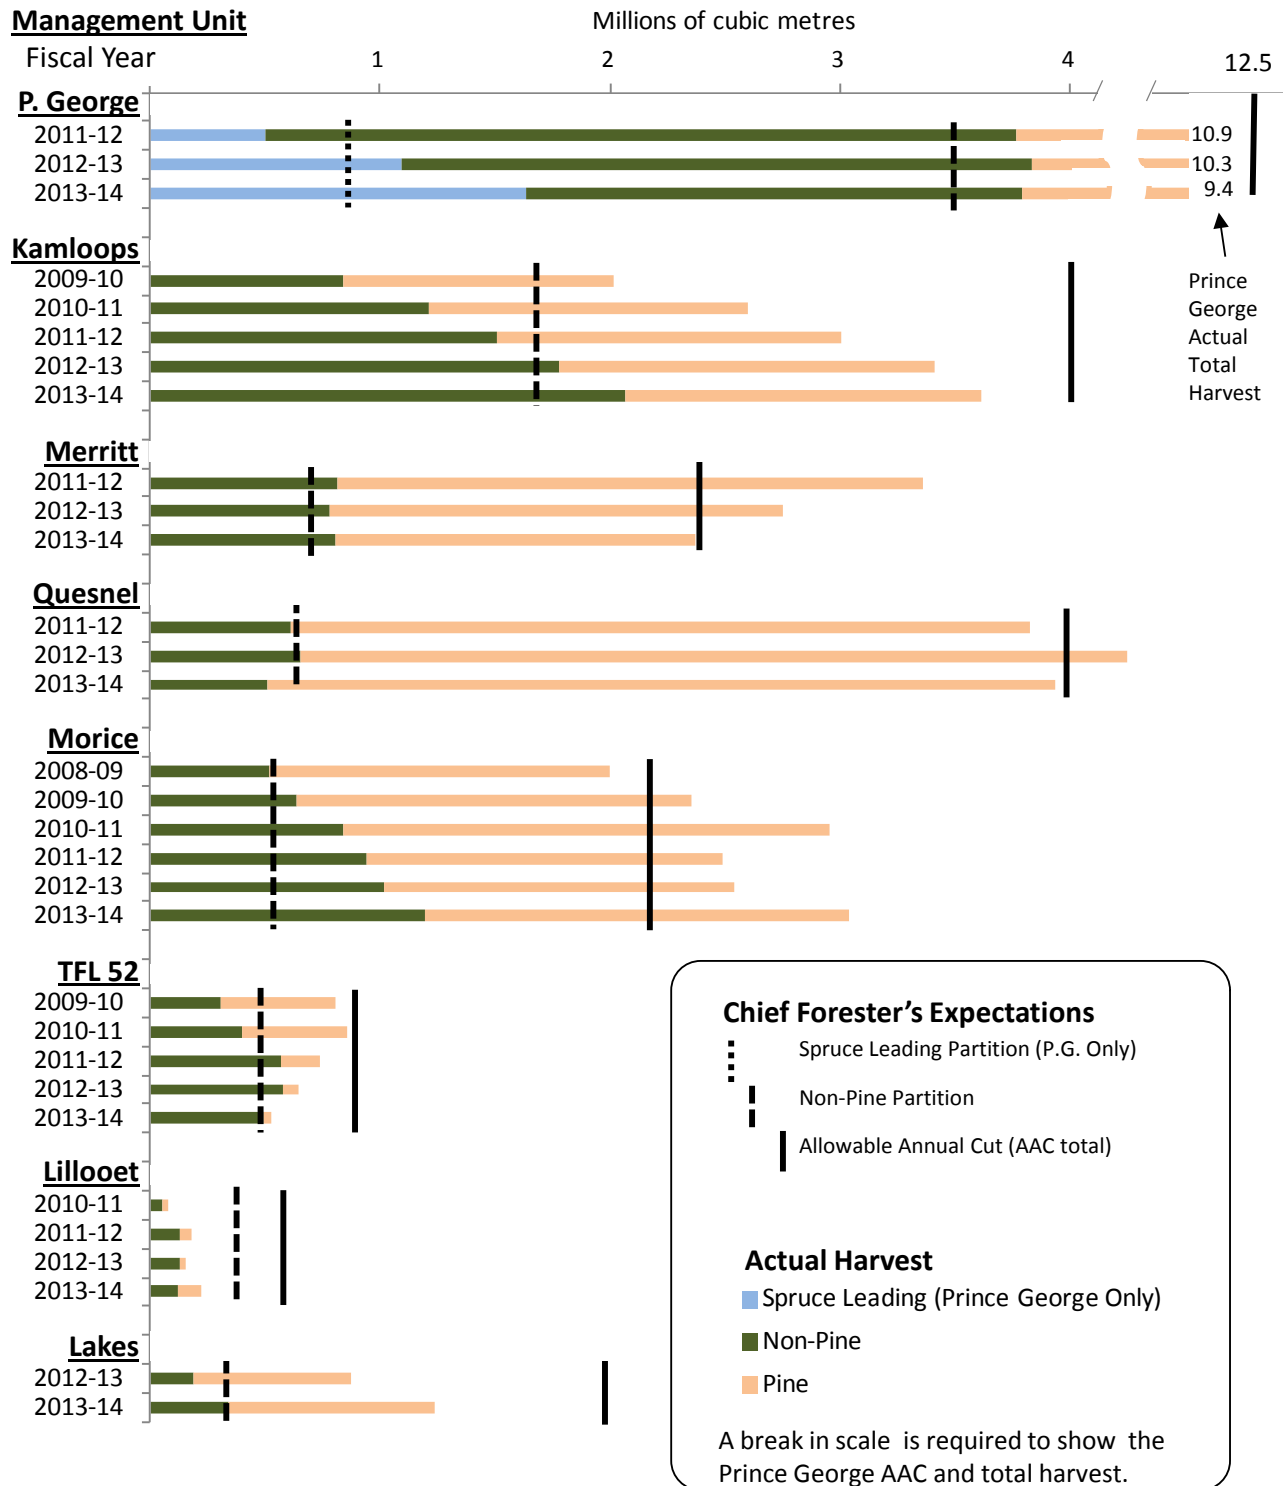 Management Unit
Millions of cubic metres
Fiscal Year
1
2
3
4
12.5
P. George
2011-12
10.9
2012-13
10.3
2013-14
9.4
Prince
George
Actual
Total
Harvest
Kamloops
2009-10
2010-11
2011-12
2012-13
2013-14
Merritt
2011-12
2012-13
2013-14
Quesnel
2011-12
2012-13
2013-14
Morice
2008-09
2009-10
2010-11
2011-12
2012-13
2013-14
TFL 52
2009-10
2010-11
2011-12
2012-13
2013-14
Lillooet
2010-11
2011-12
2012-13
2013-14
Lakes
2012-13
2013-14
Chief Forester's Expectations
Spruce Leading Partition (P.G. Only)
Non-Pine Partition
Allowable Annual Cut (AAC total)
Actual Harvest
Spruce Leading (Prince George Only)
Non-Pine
Pine
A break in scale is required to show the
Prince George AAC and total harvest.